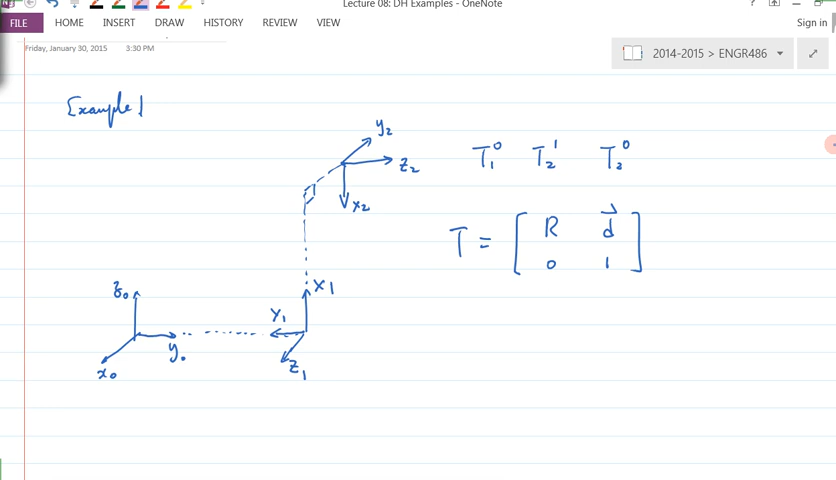 Lecture 08: DH Examples - OneNote
FILE HOME INSERT DRAW HISTORY REVIEW VIEW Sign in
Friday, January 30, 2015 3:30 PM
2014-2015 > ENGR486
Example 1
y₂
z₂
x₂
T₁⁰ T₂¹ T₂⁰
T = [ R d⃗
0 1 ]
z₀
x₁
y₁
y₀
x₀
z₁